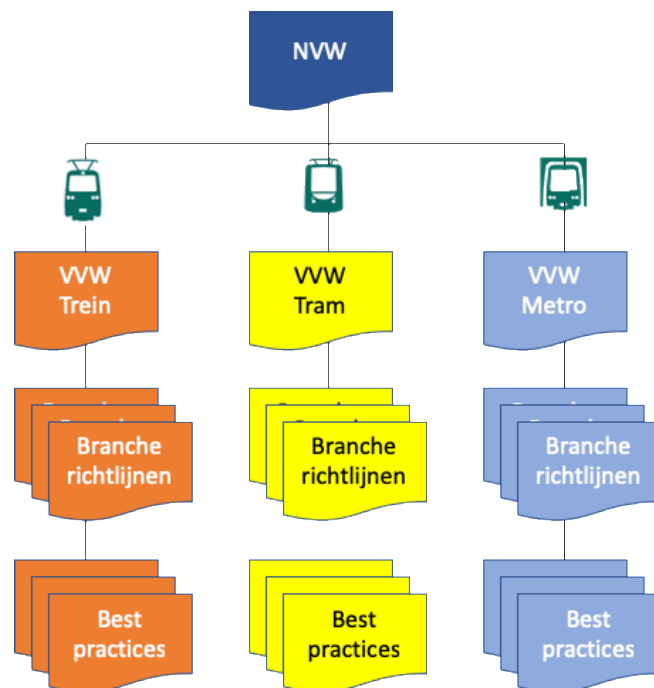 NVW
VVW
Trein
VVW
Tram
VVW
Metro
Branche
richtlijnen
Branche
richtlijnen
Branche
richtlijnen
Best
practices
Best
practices
Best
practices